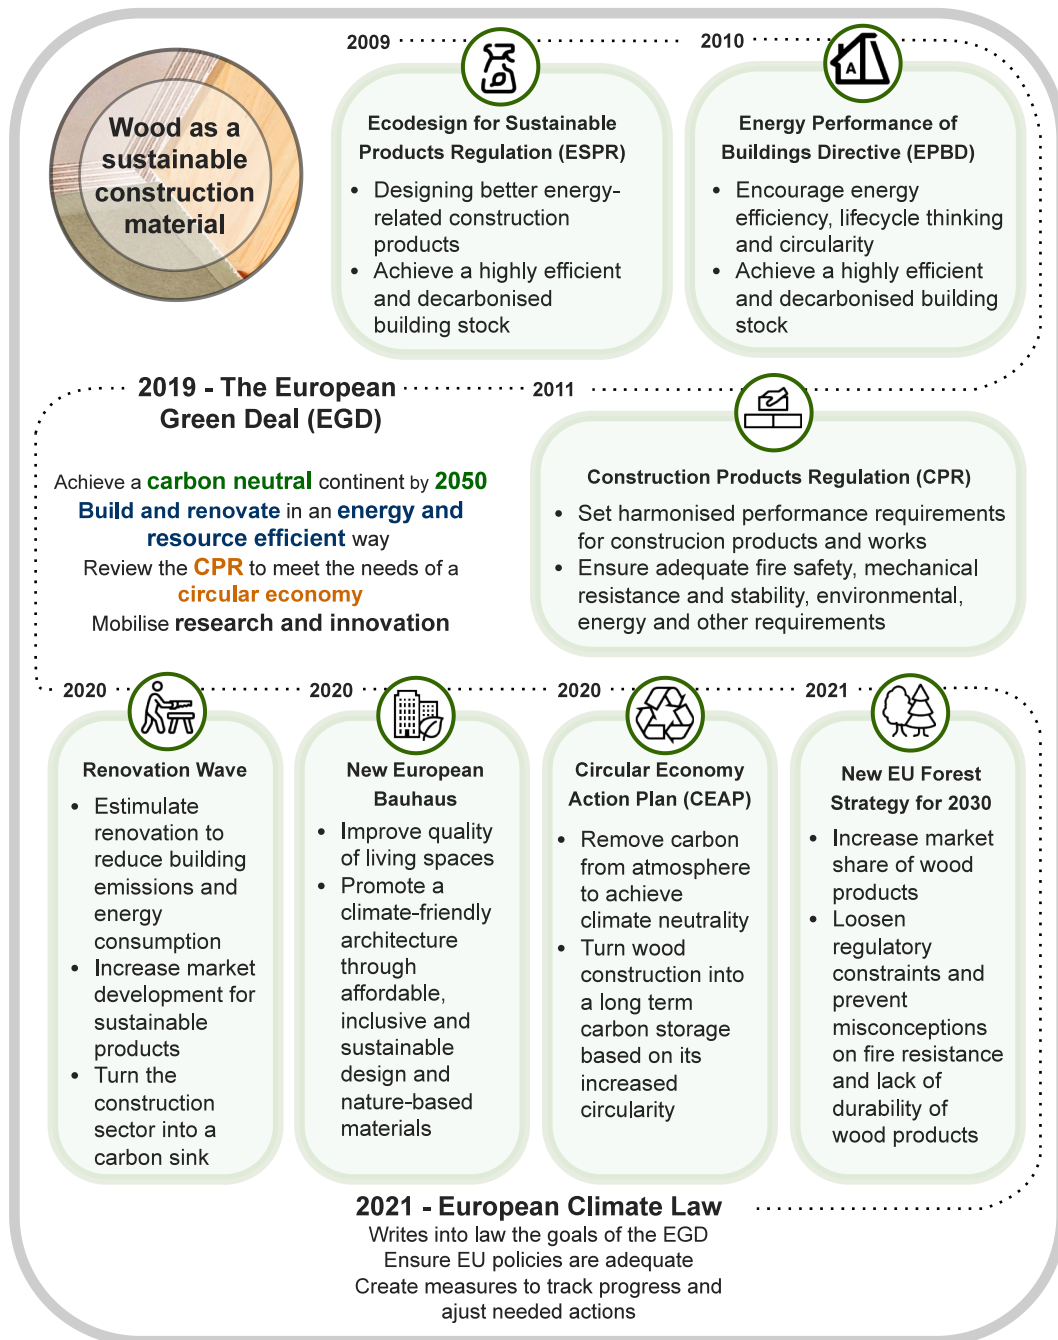 Wood as a
sustainable
construction
material
2009
Ecodesign for Sustainable
Products Regulation (ESPR)
• Designing better energy-
related construction
products
• Achieve a highly efficient
and decarbonised
building stock
2010
A
Energy Performance of
Buildings Directive (EPBD)
• Encourage energy
efficiency, lifecycle thinking
and circularity
• Achieve a highly efficient
and decarbonised building
stock
2011
Construction Products Regulation (CPR)
• Set harmonised performance requirements
for construcion products and works
• Ensure adequate fire safety, mechanical
resistance and stability, environmental,
energy and other requirements
2019 - The European
Green Deal (EGD)
Achieve a carbon neutral continent by 2050
Build and renovate in an energy and
resource efficient way
Review the CPR to meet the needs of a
circular economy
Mobilise research and innovation
2020
Renovation Wave
• Estimulate
renovation to
reduce building
emissions and
energy
consumption
• Increase market
development for
sustainable
products
• Turn the
construction
sector into a
carbon sink
2020
New European
Bauhaus
• Improve quality
of living spaces
• Promote a
climate-friendly
architecture
through
affordable,
inclusive and
sustainable
design and
nature-based
materials
2020
Circular Economy
Action Plan (CEAP)
• Remove carbon
from atmosphere
to achieve
climate neutrality
• Turn wood
construction into
a long term
carbon storage
based on its
increased
circularity
2021
New EU Forest
Strategy for 2030
• Increase market
share of wood
products
• Loosen
regulatory
constraints and
prevent
misconceptions
on fire resistance
and lack of
durability of
wood products
2021 - European Climate Law
Writes into law the goals of the EGD
Ensure EU policies are adequate
Create measures to track progress and
ajust needed actions